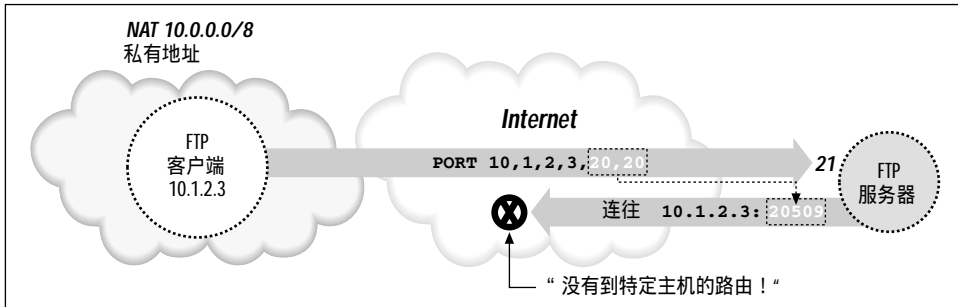 NAT 10.0.0.0/8
私有地址
FTP
客户端
10.1.2.3
Internet
PORT 10,1,2,3,20,20
21
FTP
服务器
连往 10.1.2.3: 20509
“ 没有到特定主机的路由！“